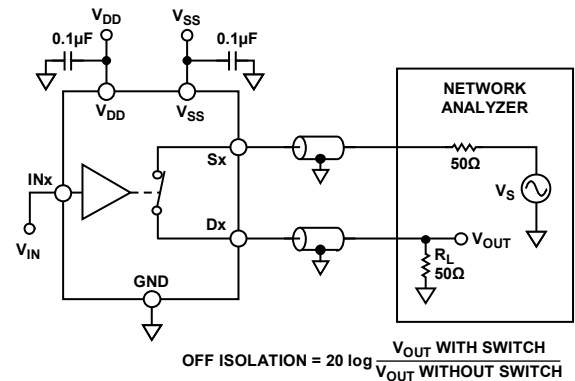 VDD
VSS
0.1µF
0.1µF
VDD
VSS
NETWORK
ANALYZER
Sx
50Ω
VS
INx
Dx
VOUT
RL
50Ω
VIN
GND
OFF ISOLATION = 20 log VOUT WITH SWITCH
VOUT WITHOUT SWITCH